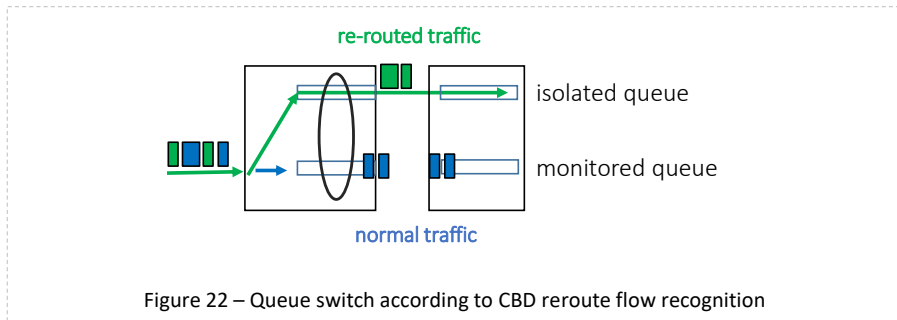 re-routed traffic
isolated queue
monitored queue
normal traffic
Figure 22 – Queue switch according to CBD reroute flow recognition